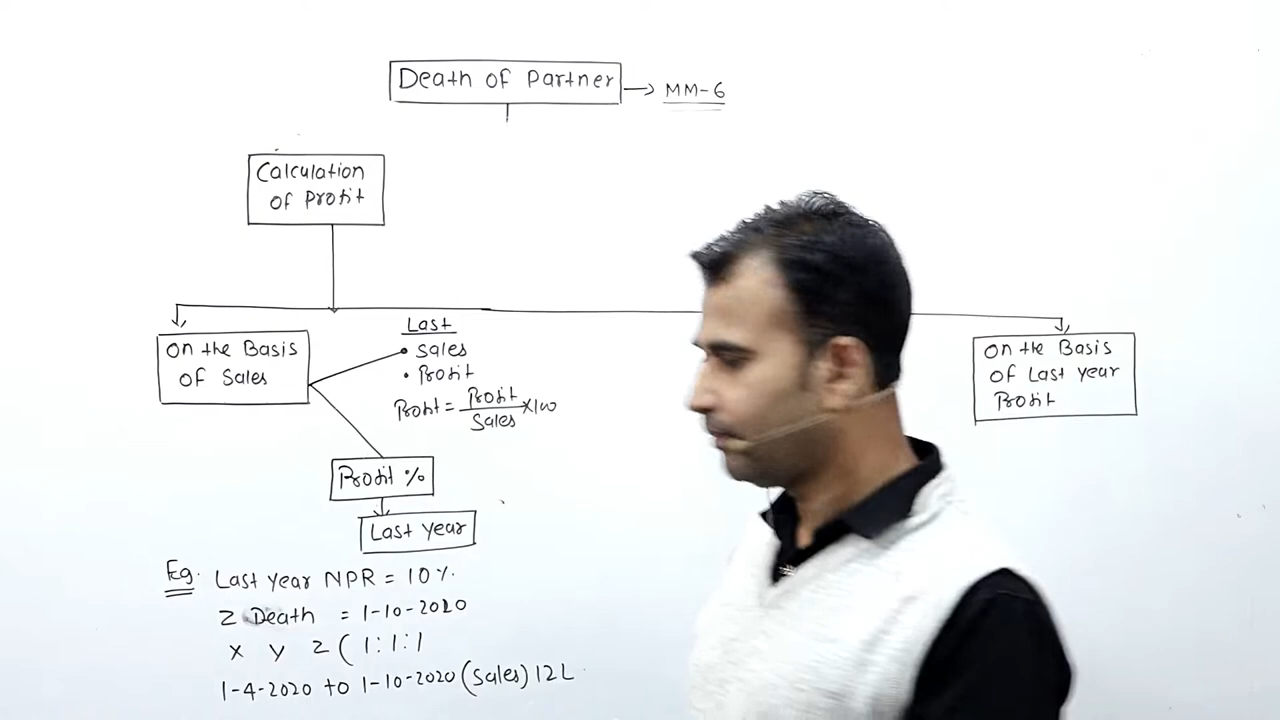 Death of Partner → MM-6
Calculation
of Profit
On the Basis
of Sales
Last
• Sales
• Profit
Profit = Profit/Sales ×100
Profit %
Last year
On the Basis
of Last year
Profit
Eg. Last year NPR = 10%.
Z Death = 1-10-2020
X Y Z ( 1:1:1
1-4-2020 to 1-10-2020 (Sales) 12L